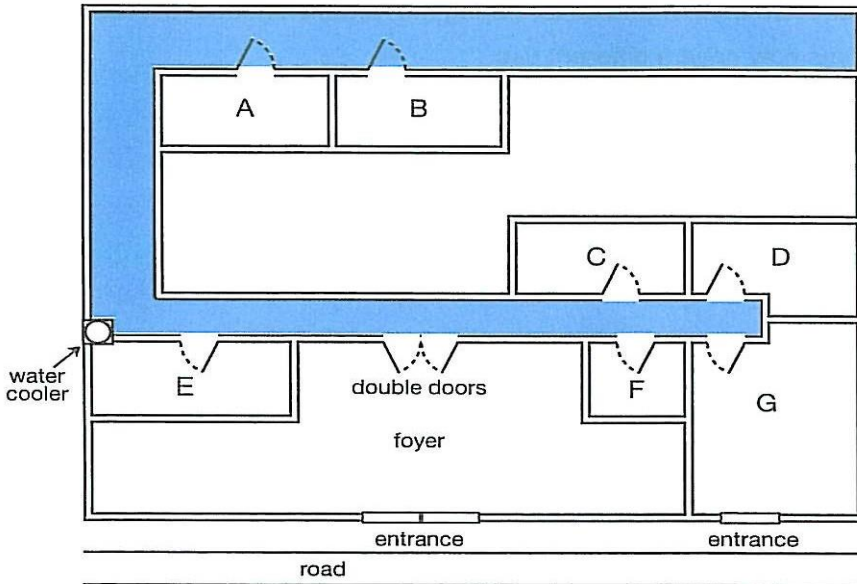 A
B
C
D
water
cooler
E
double doors
F
G
foyer
entrance
entrance
road